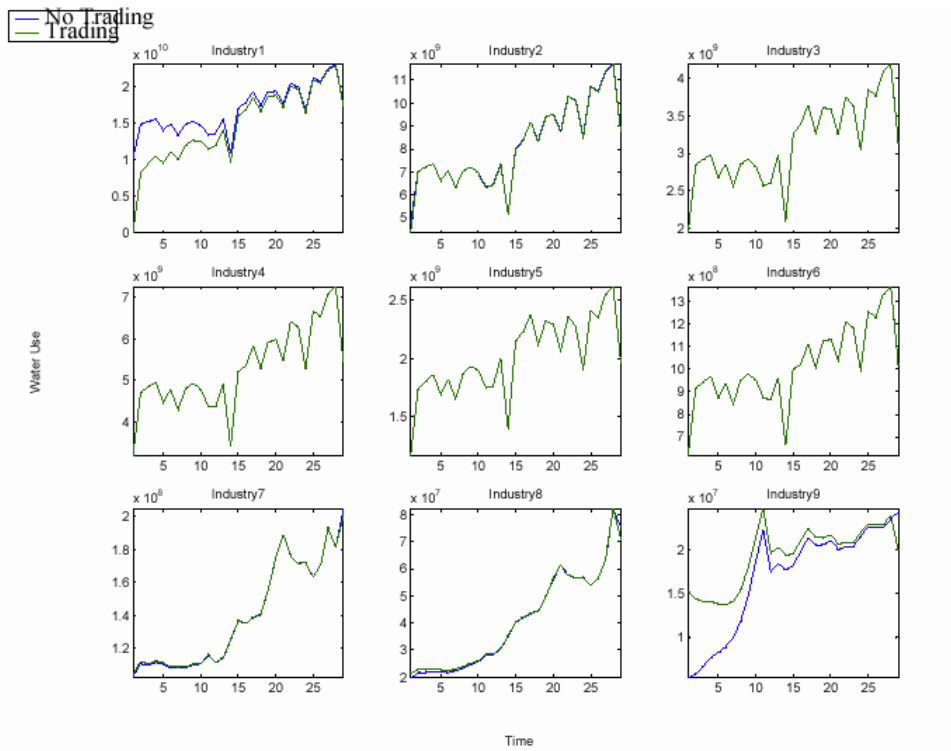 No Trading
Trading
Industry1
x 10^10
2
1.5
1
0.5
0
5 10 15 20 25
Industry2
x 10^9
11
10
9
8
7
6
5
5 10 15 20 25
Industry3
x 10^9
4
3.5
3
2.5
2
5 10 15 20 25
Industry4
x 10^9
7
6
5
4
5 10 15 20 25
Industry5
x 10^9
2.5
2
1.5
5 10 15 20 25
Industry6
x 10^8
13
12
11
10
9
8
7
5 10 15 20 25
Water Use
Industry7
x 10^8
2
1.8
1.6
1.4
1.2
5 10 15 20 25
Industry8
x 10^7
8
7
6
5
4
3
2
5 10 15 20 25
Industry9
x 10^7
2
1.5
1
5 10 15 20 25
Time